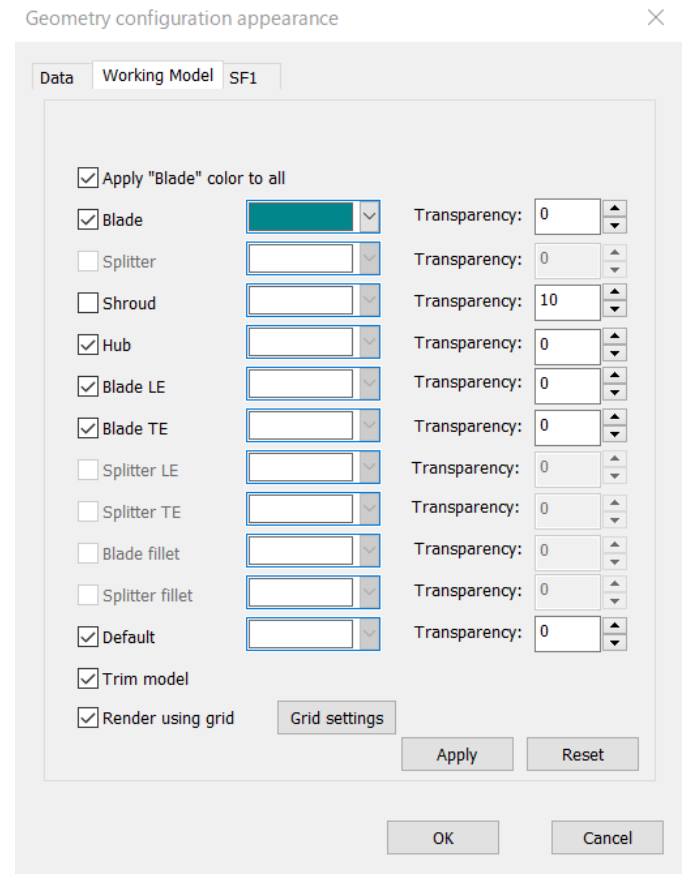 Geometry configuration appearance
Data Working Model SF1
Apply "Blade" color to all
Blade Transparency: 0
Splitter Transparency: 0
Shroud Transparency: 10
Hub Transparency: 0
Blade LE Transparency: 0
Blade TE Transparency: 0
Splitter LE Transparency: 0
Splitter TE Transparency: 0
Blade fillet Transparency: 0
Splitter fillet Transparency: 0
Default Transparency: 0
Trim model
Render using grid Grid settings
Apply Reset
OK Cancel